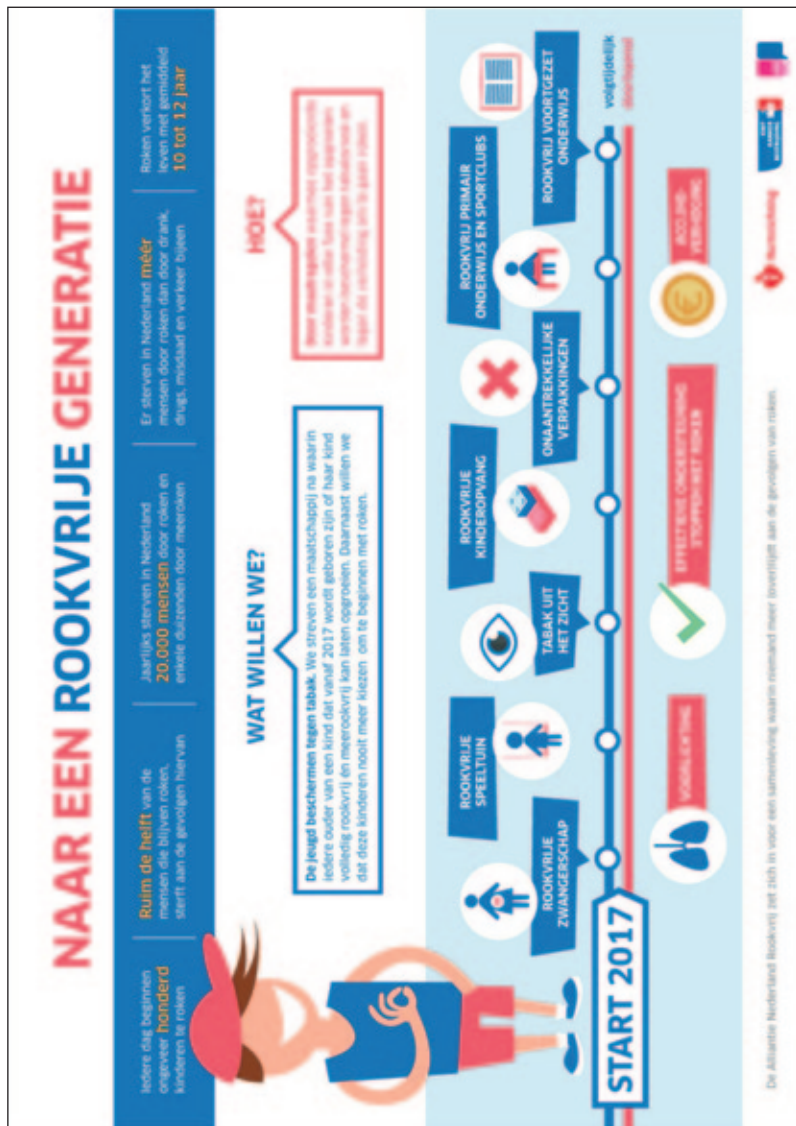 NAAR EEN ROOKVRIJE GENERATIE
Iedere dag beginnen
ongeveer honderd
kinderen te roken
Ruim de helft van de
mensen die blijven roken,
sterft aan de gevolgen hiervan
Jaarlijks sterven in Nederland
20.000 mensen door roken en
enkele duizenden door meeroken
Er sterven in Nederland méér
mensen door roken dan door drank,
drugs, misdaad en verkeer bijeen
Roken verkort het
leven met gemiddeld
10 tot 12 jaar
WAT WILLEN WE?
De jeugd beschermen tegen tabak. We streven een maatschappij na waarin
iedere ouder van een kind dat vanaf 2017 wordt geboren zijn of haar kind
volledig rookvrij én meerookvrij kan laten opgroeien. Daarnaast willen we
dat deze kinderen nooit meer kiezen om te beginnen met roken.
HOE?
ROOKVRIJE
ZWANGERSCHAP
ROOKVRIJE
SPEELTUIN
TABAK UIT
HET ZICHT
ROOKVRIJE
KINDEROPVANG
ONAANTREKKELIJKE
VERPAKKINGEN
ROOKVRIJ PRIMAIR
ONDERWIJS EN SPORTCLUBS
ROOKVRIJ VOORTGEZET
ONDERWIJS
START 2017
volgtijdelijk
doorlopend
VOORLICHTING
EFFECTIEVE ONDERSTEUNING
STOPPEN-MET-ROKEN
ACCIJNS-
VERHOGING
De Alliantie Nederland Rookvrij zet zich in voor een samenleving waarin niemand meer overlijdt aan de gevolgen van roken.